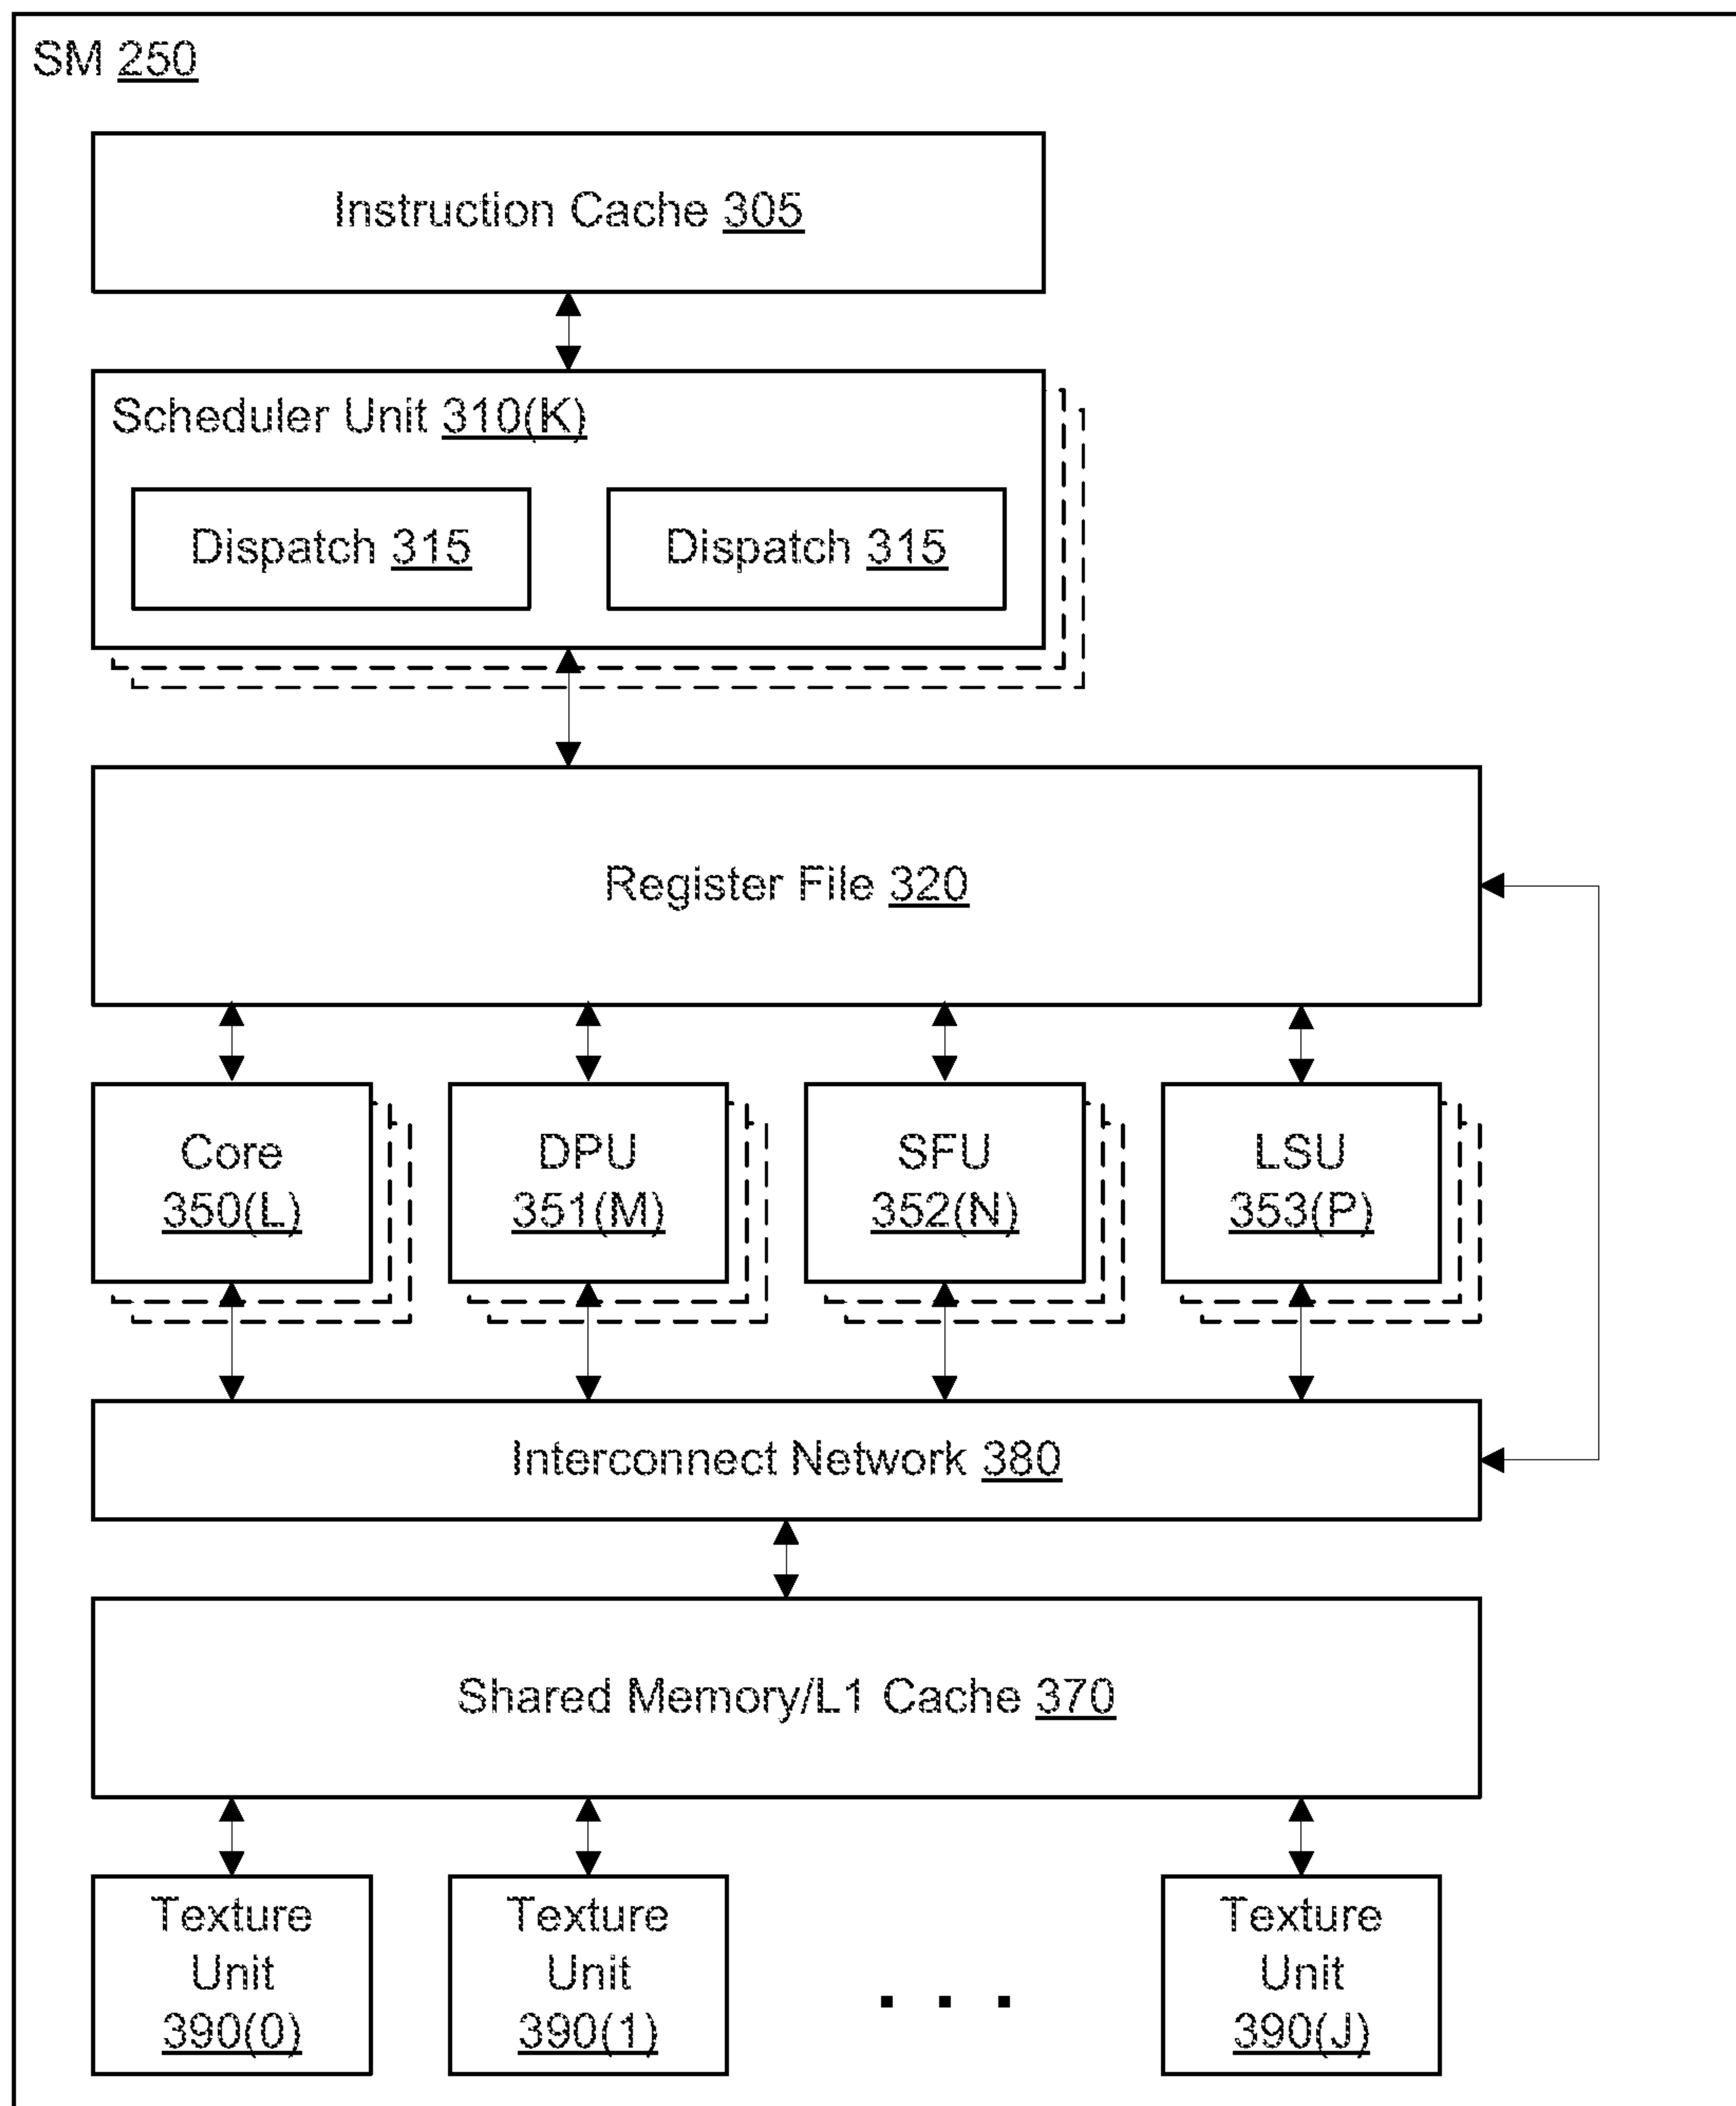 SM 250
Instruction Cache 305
Scheduler Unit 310(K)
Dispatch 315
Dispatch 315
Register File 320
Core
350(L)
DPU
351(M)
SFU
352(N)
LSU
353(P)
Interconnect Network 380
Shared Memory/L1 Cache 370
Texture
Unit
390(0)
Texture
Unit
390(1)
. . .
Texture
Unit
390(J)